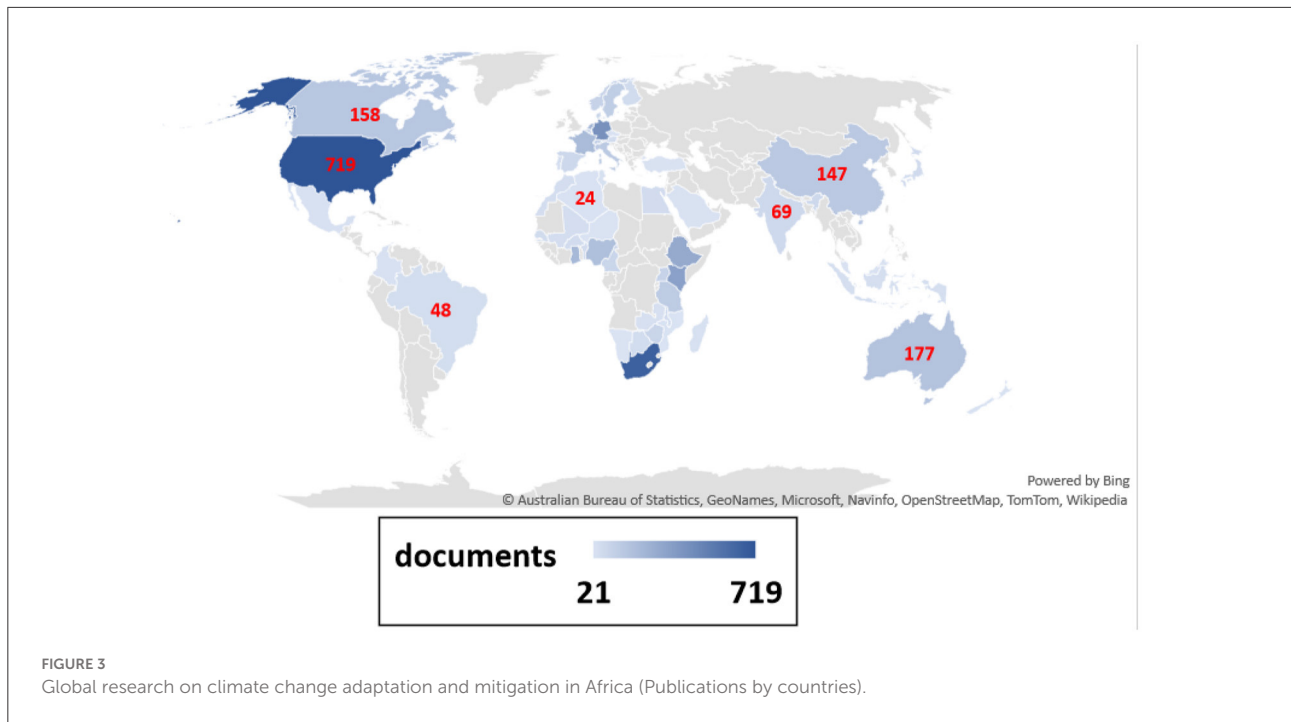 158
719
147
24
69
48
177
Powered by Bing
© Australian Bureau of Statistics, GeoNames, Microsoft, Navinfo, OpenStreetMap, TomTom, Wikipedia
documents
21 719
FIGURE 3
Global research on climate change adaptation and mitigation in Africa (Publications by countries).